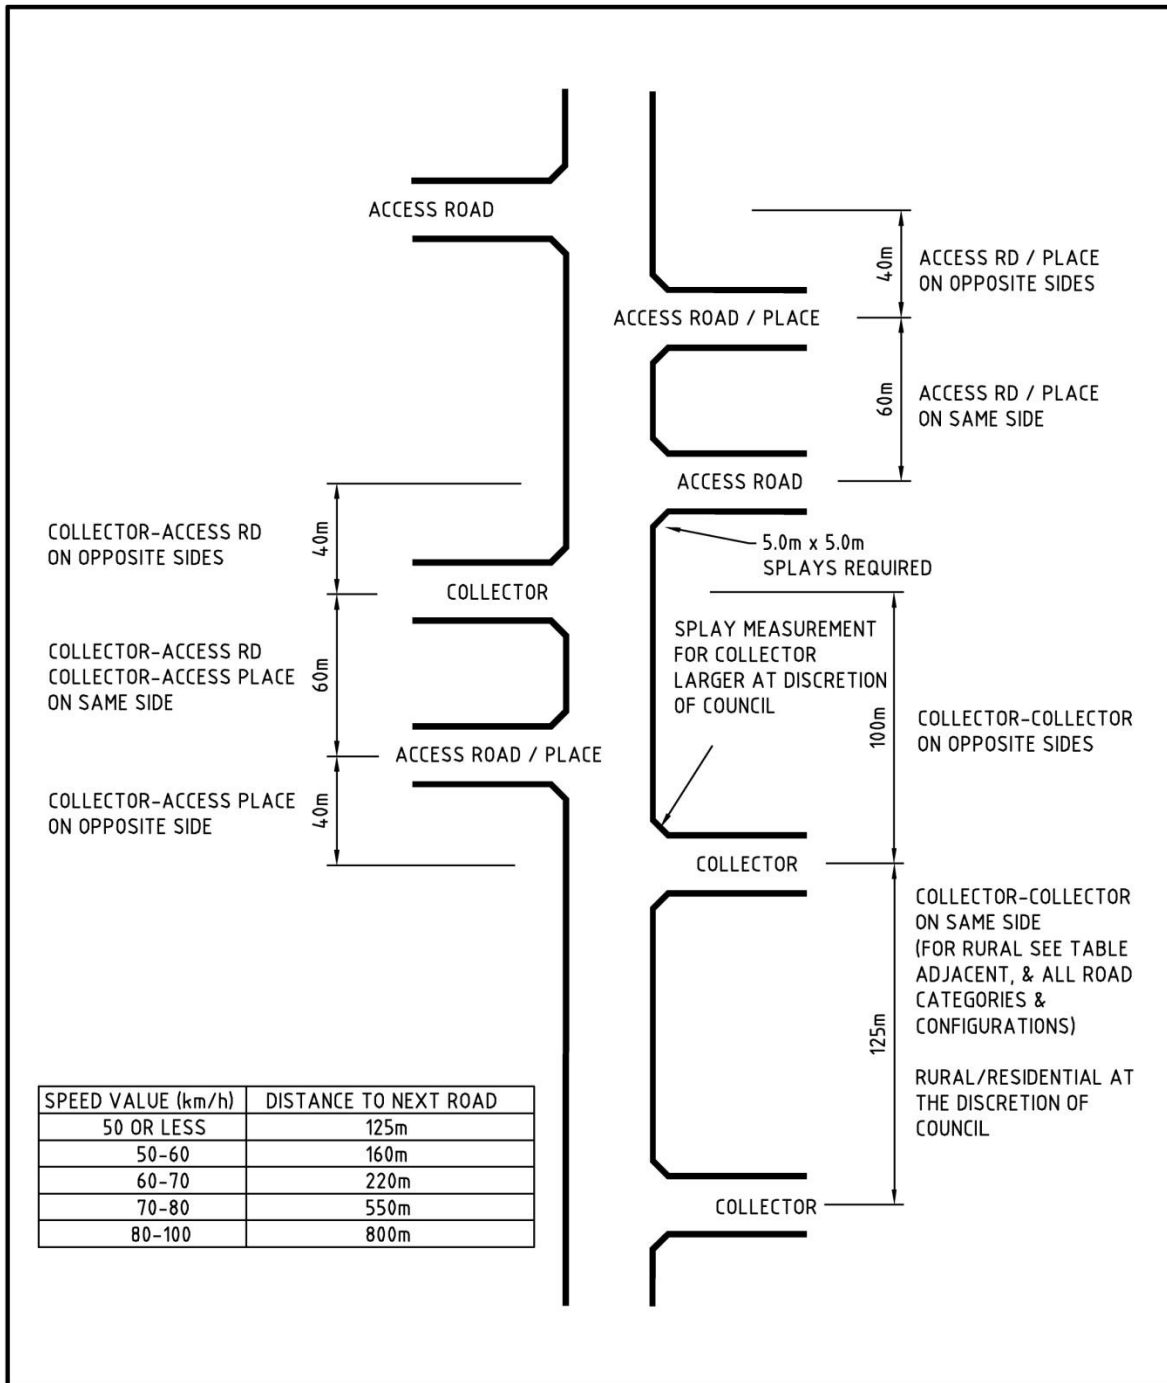 ACCESS ROAD
40m
ACCESS RD / PLACE
ON OPPOSITE SIDES
ACCESS ROAD / PLACE
60m
ACCESS RD / PLACE
ON SAME SIDE
ACCESS ROAD
5.0m x 5.0m
SPLAYS REQUIRED
COLLECTOR-ACCESS RD
ON OPPOSITE SIDES
40m
COLLECTOR
COLLECTOR-ACCESS RD
COLLECTOR-ACCESS PLACE
ON SAME SIDE
60m
SPLAY MEASUREMENT
FOR COLLECTOR
LARGER AT DISCRETION
OF COUNCIL
100m
COLLECTOR-COLLECTOR
ON OPPOSITE SIDES
ACCESS ROAD / PLACE
COLLECTOR-ACCESS PLACE
ON OPPOSITE SIDE
40m
COLLECTOR
COLLECTOR-COLLECTOR
ON SAME SIDE
(FOR RURAL SEE TABLE
ADJACENT, & ALL ROAD
CATEGORIES &
CONFIGURATIONS)
125m
RURAL/RESIDENTIAL AT
THE DISCRETION OF
COUNCIL
COLLECTOR
SPEED VALUE (km/h) DISTANCE TO NEXT ROAD
50 OR LESS 125m
50-60 160m
60-70 220m
70-80 550m
80-100 800m